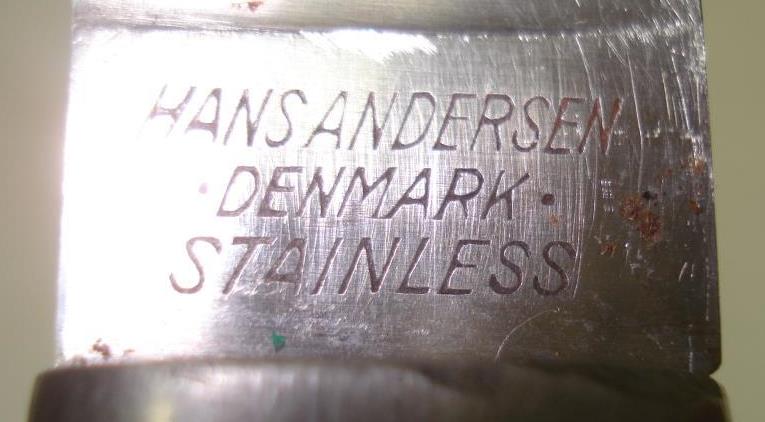 HANS ANDERSEN
· DENMARK ·
STAINLESS